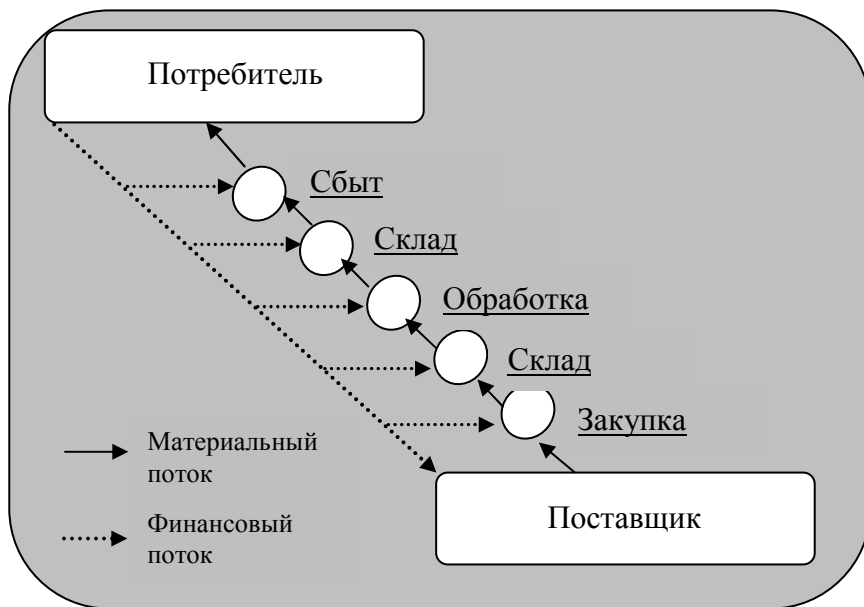 Потребитель
Сбыт
Склад
Обработка
Склад
Закупка
Материальный
поток
Поставщик
Финансовый
поток